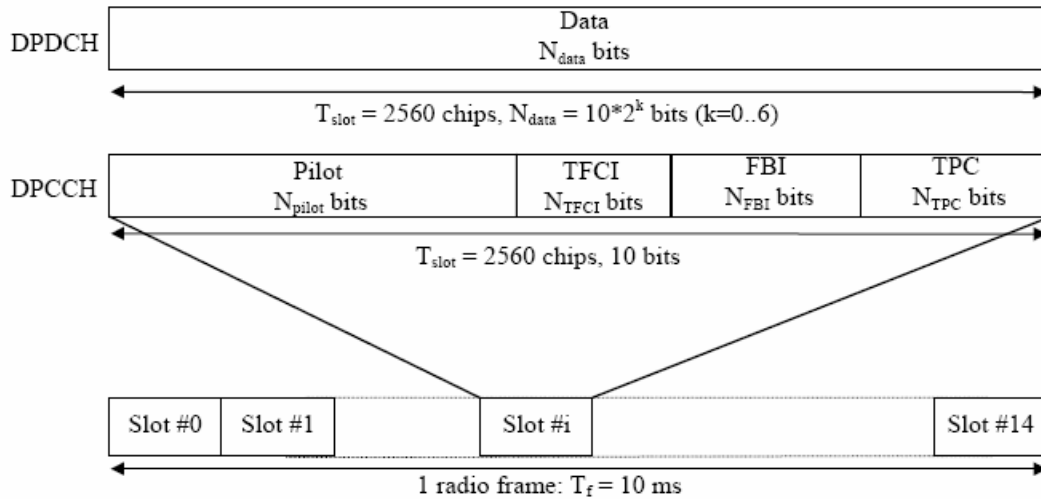 DPDCH
Data
N_data bits
T_slot = 2560 chips, N_data = 10*2^k bits (k=0..6)
DPCCH
Pilot
N_pilot bits
TFCI
N_TFCI bits
FBI
N_FBI bits
TPC
N_TPC bits
T_slot = 2560 chips, 10 bits
Slot #0
Slot #1
Slot #i
Slot #14
1 radio frame: T_f = 10 ms